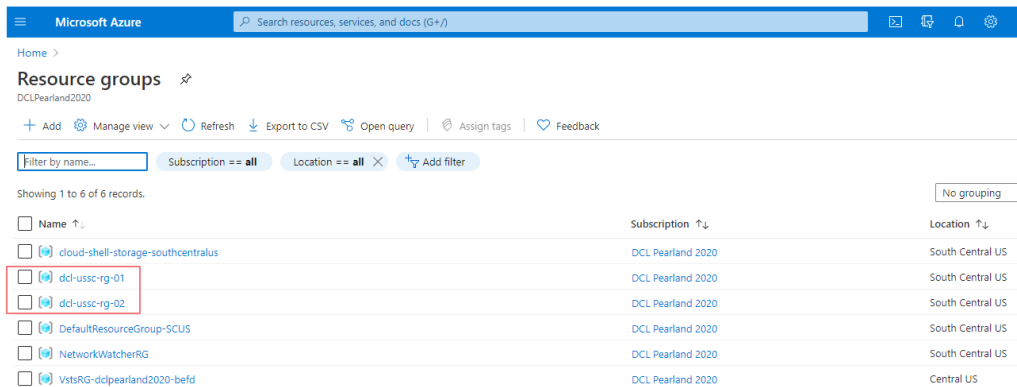 Microsoft Azure
Search resources, services, and docs (G+/)
Home >
Resource groups
DCLPearland2020
+ Add Manage view Refresh Export to CSV Open query Assign tags Feedback
Filter by name... Subscription == all Location == all Add filter
Showing 1 to 6 of 6 records.
No grouping
Name ↑↓ Subscription ↑↓ Location ↑↓
cloud-shell-storage-southcentralus DCL Pearland 2020 South Central US
dcl-ussc-rg-01 DCL Pearland 2020 South Central US
dcl-ussc-rg-02 DCL Pearland 2020 South Central US
DefaultResourceGroup-SCUS DCL Pearland 2020 South Central US
NetworkWatcherRG DCL Pearland 2020 South Central US
VstsRG-dclpearland2020-befd DCL Pearland 2020 Central US